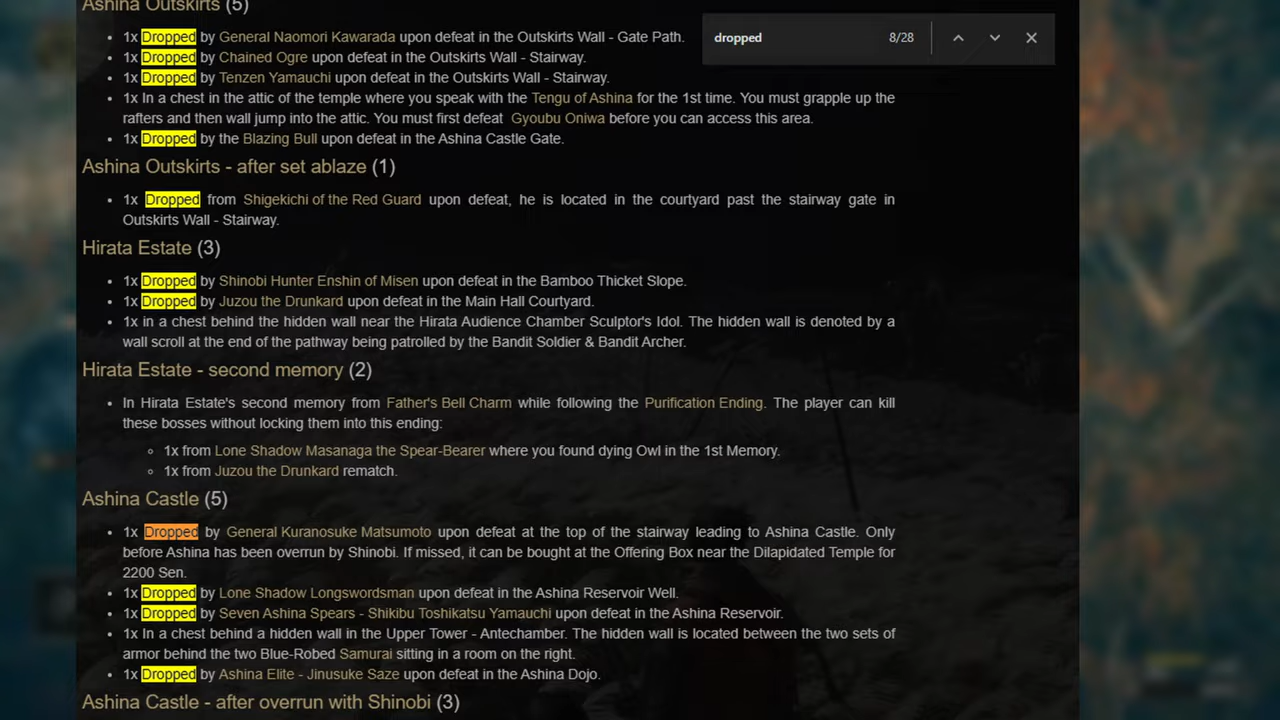 Ashina Outskirts (5)
dropped 8/28
1x Dropped by General Naomori Kawarada upon defeat in the Outskirts Wall - Gate Path.
1x Dropped by Chained Ogre upon defeat in the Outskirts Wall - Stairway.
1x Dropped by Tenzen Yamauchi upon defeat in the Outskirts Wall - Stairway.
1x In a chest in the attic of the temple where you speak with the Tengu of Ashina for the 1st time. You must grapple up the
rafters and then wall jump into the attic. You must first defeat Gyoubu Oniwa before you can access this area.
1x Dropped by the Blazing Bull upon defeat in the Ashina Castle Gate.
Ashina Outskirts - after set ablaze (1)
1x Dropped from Shigekichi of the Red Guard upon defeat, he is located in the courtyard past the stairway gate in
Outskirts Wall - Stairway.
Hirata Estate (3)
1x Dropped by Shinobi Hunter Enshin of Misen upon defeat in the Bamboo Thicket Slope.
1x Dropped by Juzou the Drunkard upon defeat in the Main Hall Courtyard.
1x in a chest behind the hidden wall near the Hirata Audience Chamber Sculptor's Idol. The hidden wall is denoted by a
wall scroll at the end of the pathway being patrolled by the Bandit Soldier & Bandit Archer.
Hirata Estate - second memory (2)
In Hirata Estate's second memory from Father's Bell Charm while following the Purification Ending. The player can kill
these bosses without locking them into this ending:
1x from Lone Shadow Masanaga the Spear-Bearer where you found dying Owl in the 1st Memory.
1x from Juzou the Drunkard rematch.
Ashina Castle (5)
1x Dropped by General Kuranosuke Matsumoto upon defeat at the top of the stairway leading to Ashina Castle. Only
before Ashina has been overrun by Shinobi. If missed, it can be bought at the Offering Box near the Dilapidated Temple for
2200 Sen.
1x Dropped by Lone Shadow Longswordsman upon defeat in the Ashina Reservoir Well.
1x Dropped by Seven Ashina Spears - Shikibu Toshikatsu Yamauchi upon defeat in the Ashina Reservoir.
1x In a chest behind a hidden wall in the Upper Tower - Antechamber. The hidden wall is located between the two sets of
armor behind the two Blue-Robed Samurai sitting in a room on the right.
1x Dropped by Ashina Elite - Jinusuke Saze upon defeat in the Ashina Dojo.
Ashina Castle - after overrun with Shinobi (3)